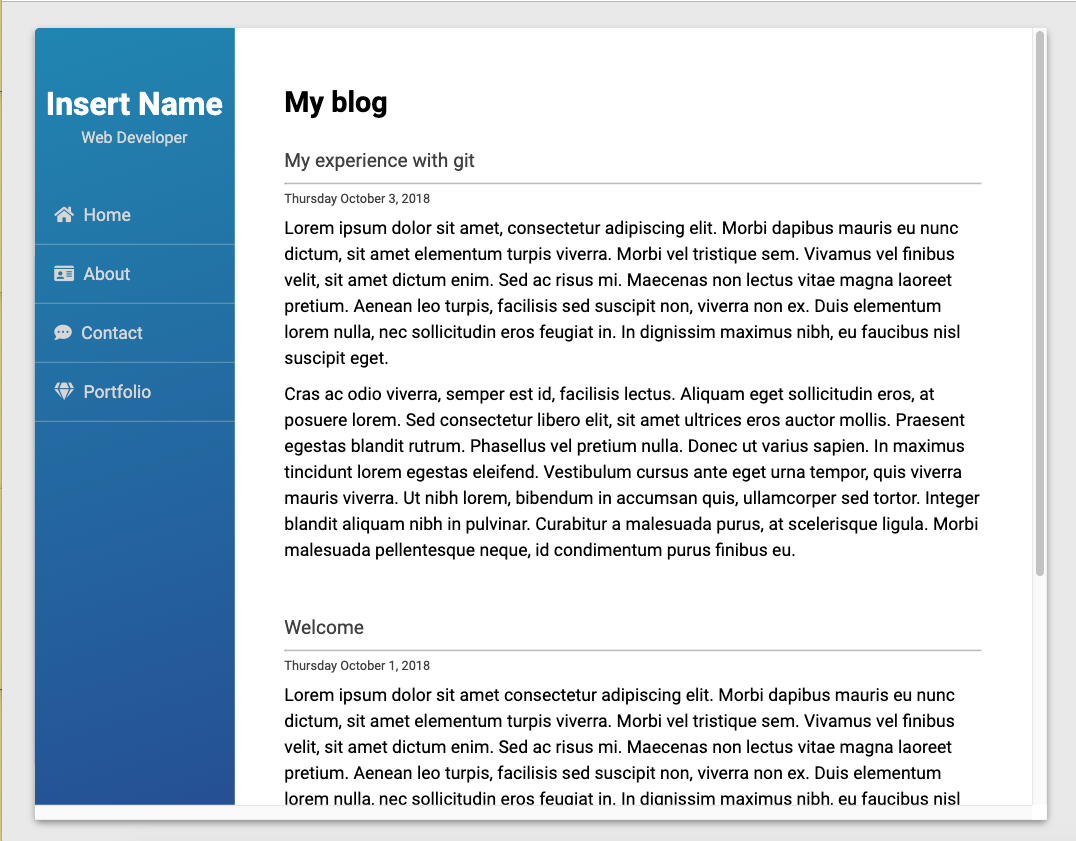 Insert Name
Web Developer
Home
About
Contact
Portfolio
My blog
My experience with git
Thursday October 3, 2018
Lorem ipsum dolor sit amet, consectetur adipiscing elit. Morbi dapibus mauris eu nunc
dictum, sit amet elementum turpis viverra. Morbi vel tristique sem. Vivamus vel finibus
velit, sit amet dictum enim. Sed ac risus mi. Maecenas non lectus vitae magna laoreet
pretium. Aenean leo turpis, facilisis sed suscipit non, viverra non ex. Duis elementum
lorem nulla, nec sollicitudin eros feugiat in. In dignissim maximus nibh, eu faucibus nisl
suscipit eget.
Cras ac odio viverra, semper est id, facilisis lectus. Aliquam eget sollicitudin eros, at
posuere lorem. Sed consectetur libero elit, sit amet ultrices eros auctor mollis. Praesent
egestas blandit rutrum. Phasellus vel pretium nulla. Donec ut varius sapien. In maximus
tincidunt lorem egestas eleifend. Vestibulum cursus ante eget urna tempor, quis viverra
mauris viverra. Ut nibh lorem, bibendum in accumsan quis, ullamcorper sed tortor. Integer
blandit aliquam nibh in pulvinar. Curabitur a malesuada purus, at scelerisque ligula. Morbi
malesuada pellentesque neque, id condimentum purus finibus eu.
Welcome
Thursday October 1, 2018
Lorem ipsum dolor sit amet consectetur adipiscing elit. Morbi dapibus mauris eu nunc
dictum, sit amet elementum turpis viverra. Morbi vel tristique sem. Vivamus vel finibus
velit, sit amet dictum enim. Sed ac risus mi. Maecenas non lectus vitae magna laoreet
pretium. Aenean leo turpis, facilisis sed suscipit non, viverra non ex. Duis elementum
lorem nulla, nec sollicitudin eros feugiat in. In dignissim maximus nibh, eu faucibus nisl